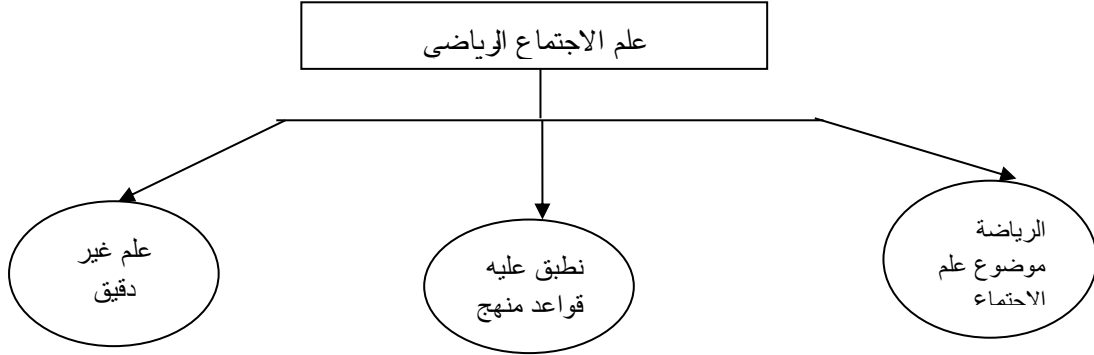 علم الاجتماع الرياضى
الرياضة
موضوع علم
الاجتماع
نطبق عليه
قواعد منهج
علم غير
دقيق